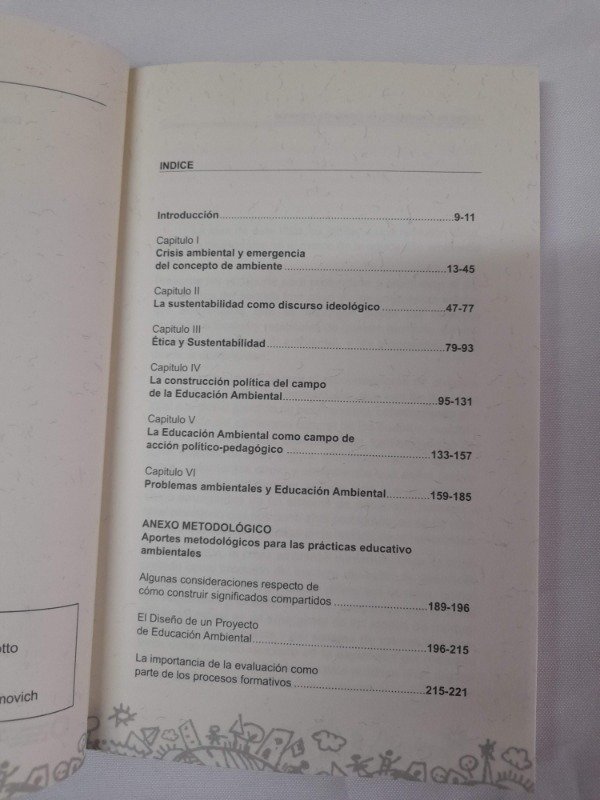 INDICE
Introducción.......................................................................9-11
Capitulo I
Crisis ambiental y emergencia
del concepto de ambiente.............................................13-45
Capitulo II
La sustentabilidad como discurso ideológico..................47-77
Capitulo III
Ética y Sustentabilidad..................................................79-93
Capitulo IV
La construcción política del campo
de la Educación Ambiental............................................95-131
Capitulo V
La Educación Ambiental como campo de
acción político-pedagógico ..........................................133-157
Capitulo VI
Problemas ambientales y Educación Ambiental............159-185
ANEXO METODOLÓGICO
Aportes metodológicos para las prácticas educativo
ambientales
Algunas consideraciones respecto de
cómo construir significados compartidos ......................189-196
El Diseño de un Proyecto
de Educación Ambiental................................................196-215
La importancia de la evaluación como
parte de los procesos formativos ...................................215-221
otto
movich